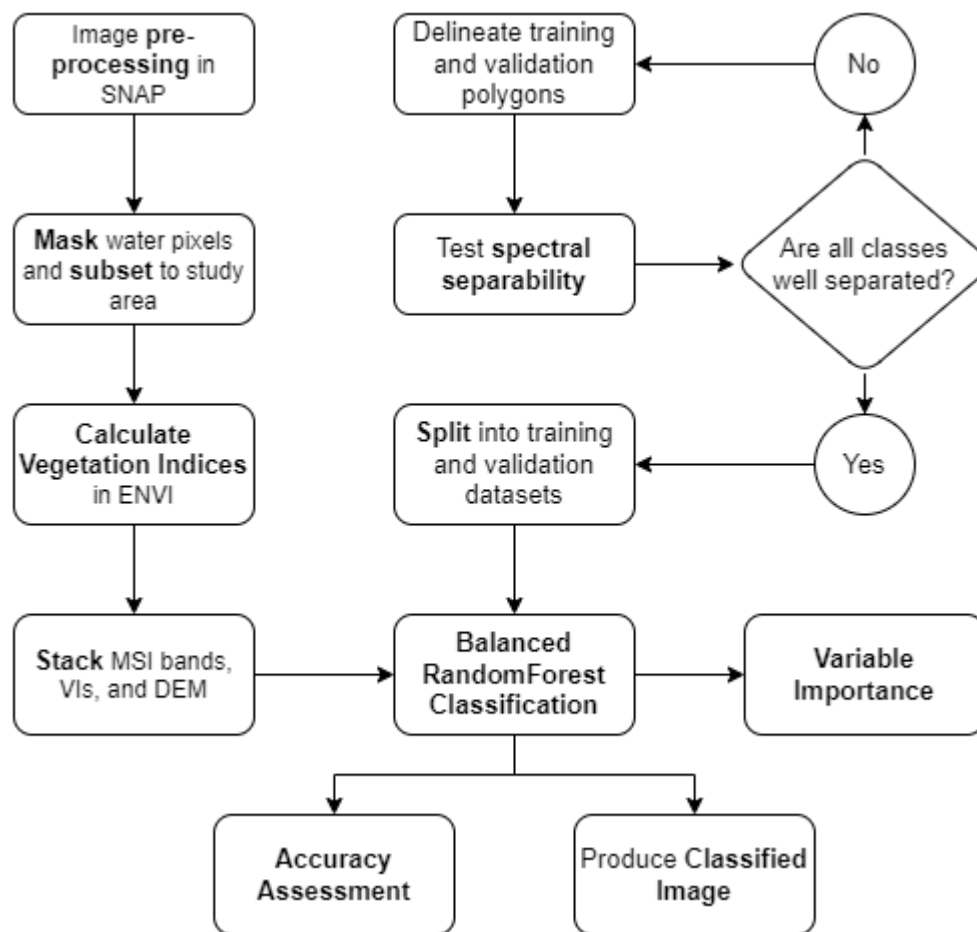 Image pre-
processing in
SNAP
Delineate training
and validation
polygons
No
Mask water pixels
and subset to study
area
Test spectral
separability
Are all classes
well separated?
Calculate
Vegetation Indices
in ENVI
Split into training
and validation
datasets
Yes
Stack MSI bands,
VIs, and DEM
Balanced
RandomForest
Classification
Variable
Importance
Accuracy
Assessment
Produce Classified
Image